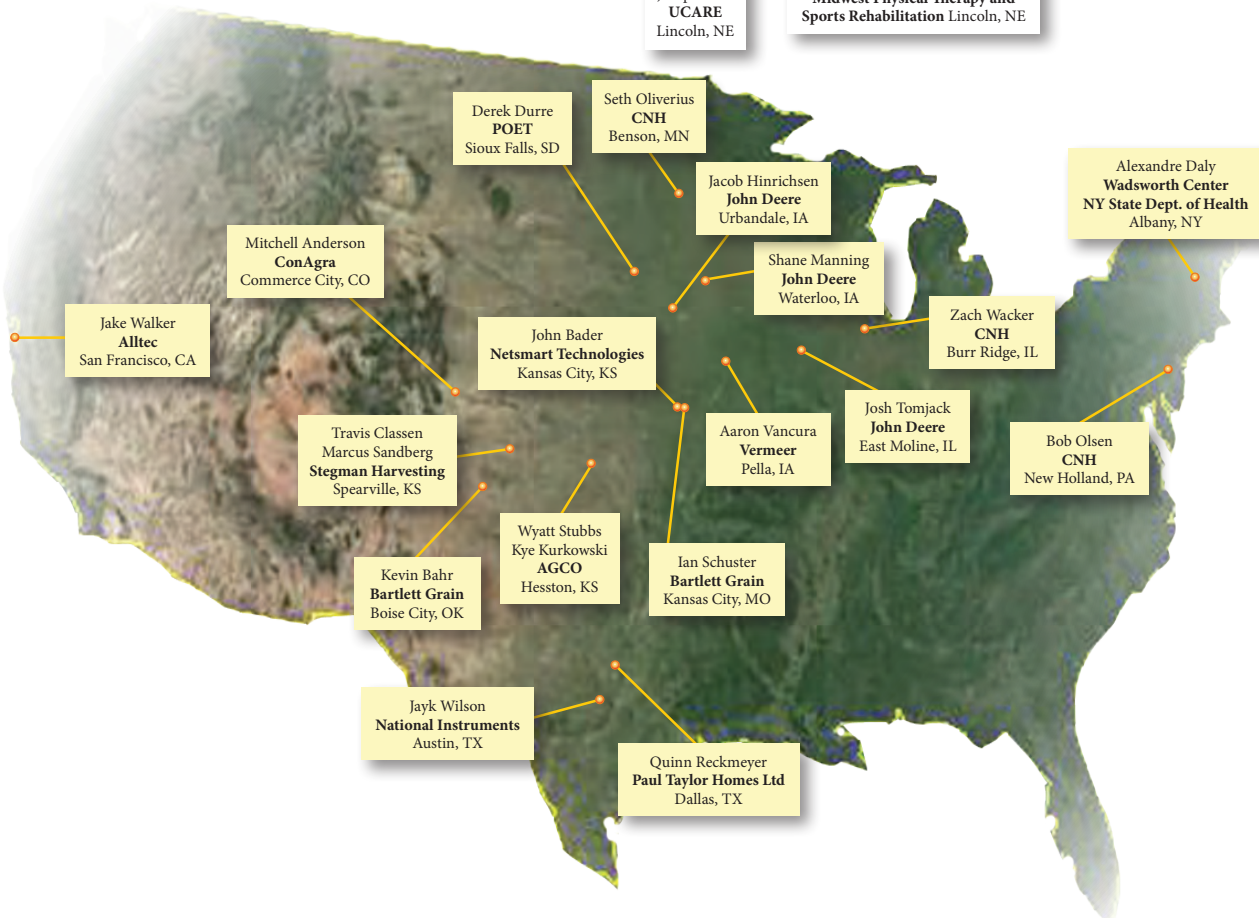 UCARE
Lincoln, NE
Midwest Physical Therapy and
Sports Rehabilitation Lincoln, NE
Derek Durre
POET
Sioux Falls, SD
Seth Oliverius
CNH
Benson, MN
Jacob Hinrichsen
John Deere
Urbandale, IA
Alexandre Daly
Wadsworth Center
NY State Dept. of Health
Albany, NY
Mitchell Anderson
ConAgra
Commerce City, CO
Shane Manning
John Deere
Waterloo, IA
Jake Walker
Alltec
San Francisco, CA
John Bader
Netsmart Technologies
Kansas City, KS
Zach Wacker
CNH
Burr Ridge, IL
Travis Classen
Marcus Sandberg
Stegman Harvesting
Spearville, KS
Aaron Vancura
Vermeer
Pella, IA
Josh Tomjack
John Deere
East Moline, IL
Bob Olsen
CNH
New Holland, PA
Kevin Bahr
Bartlett Grain
Boise City, OK
Wyatt Stubbs
Kye Kurkowski
AGCO
Hesston, KS
Ian Schuster
Bartlett Grain
Kansas City, MO
Jayk Wilson
National Instruments
Austin, TX
Quinn Reckmeyer
Paul Taylor Homes Ltd
Dallas, TX